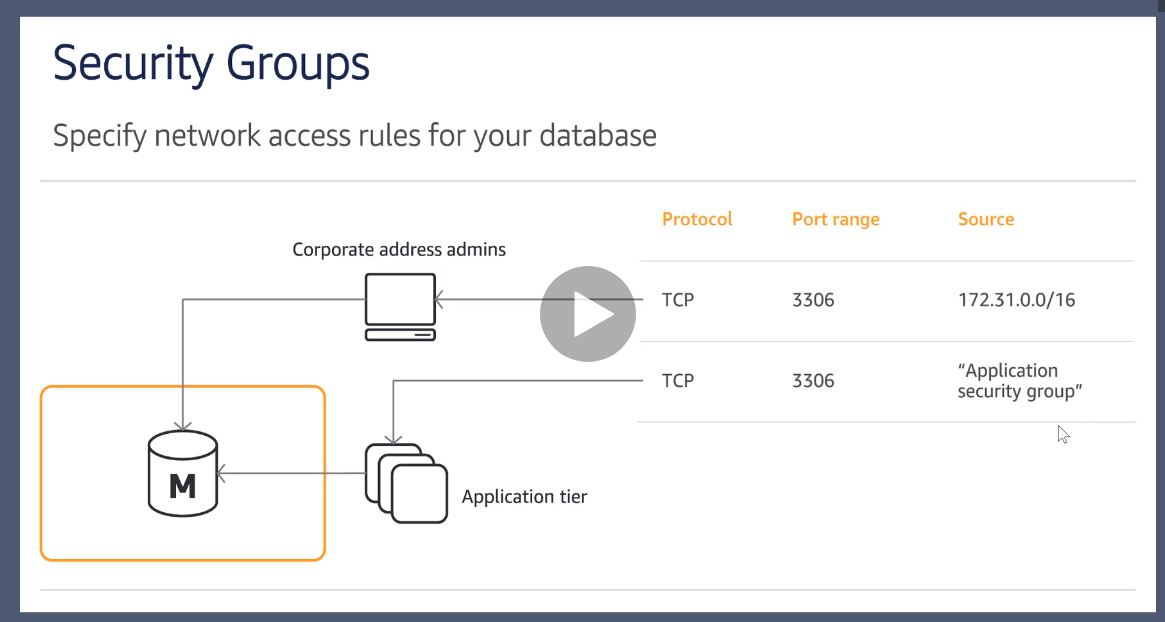 Security Groups
Specify network access rules for your database
Protocol Port range Source
Corporate address admins
TCP 3306 172.31.0.0/16
TCP 3306 “Application
security group”
M
Application tier